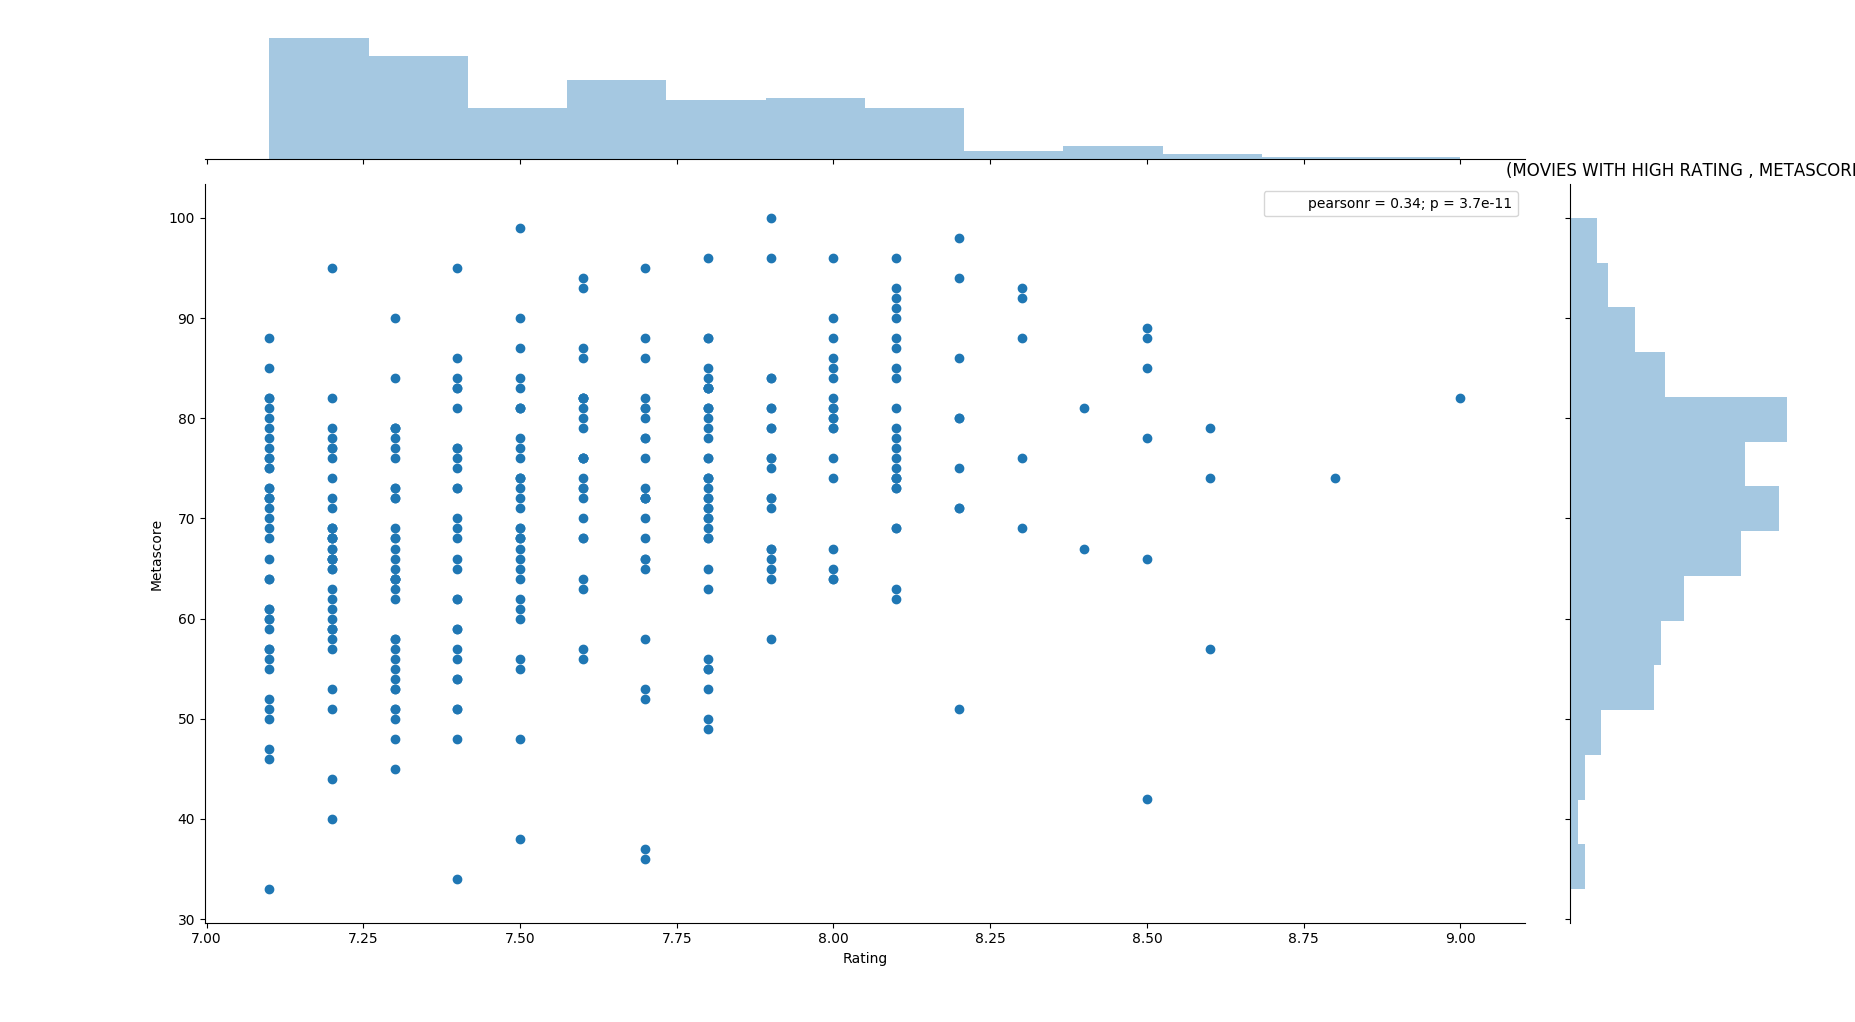 (MOVIES WITH HIGH RATING , METASCORE
pearsonr = 0.34; p = 3.7e-11
100
90
80
70
60
50
40
30
Metascore
7.00 7.25 7.50 7.75 8.00 8.25 8.50 8.75 9.00
Rating